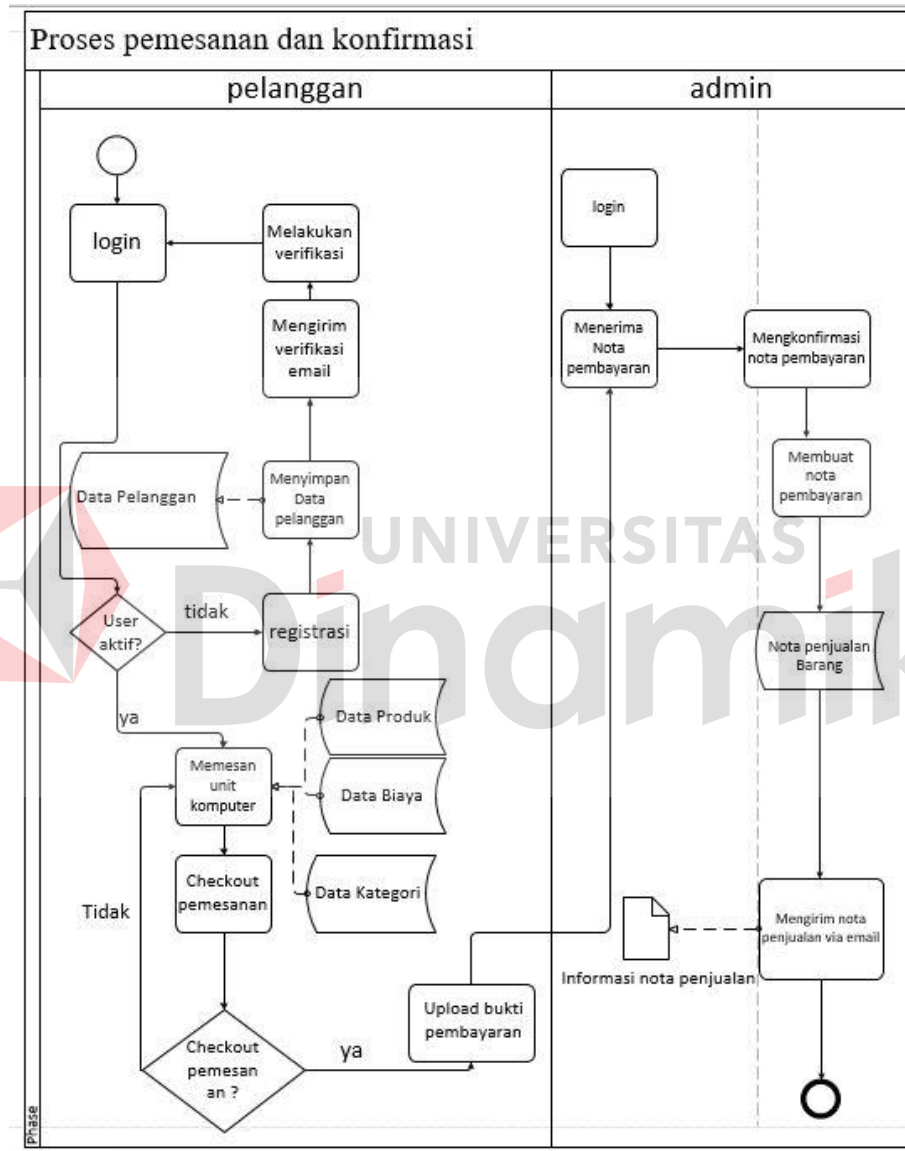 Proses pemesanan dan konfirmasi
pelanggan
admin
login
Melakukan
verifikasi
Mengirim
verifikasi
email
Data Pelanggan
Menyimpan
Data
pelanggan
User
aktif?
tidak
registrasi
ya
Memesan
unit
komputer
Data Produk
Data Biaya
Data Kategori
Checkout
pemesanan
Tidak
Checkout
pemesan
an ?
ya
Upload bukti
pembayaran
login
Menerima
Nota
pembayaran
Mengkonfirmasi
nota pembayaran
Membuat
nota
pembayaran
Nota penjualan
Barang
Mengirim nota
penjualan via email
Informasi nota penjualan
Phase
UNIVERSITAS
Dinamik